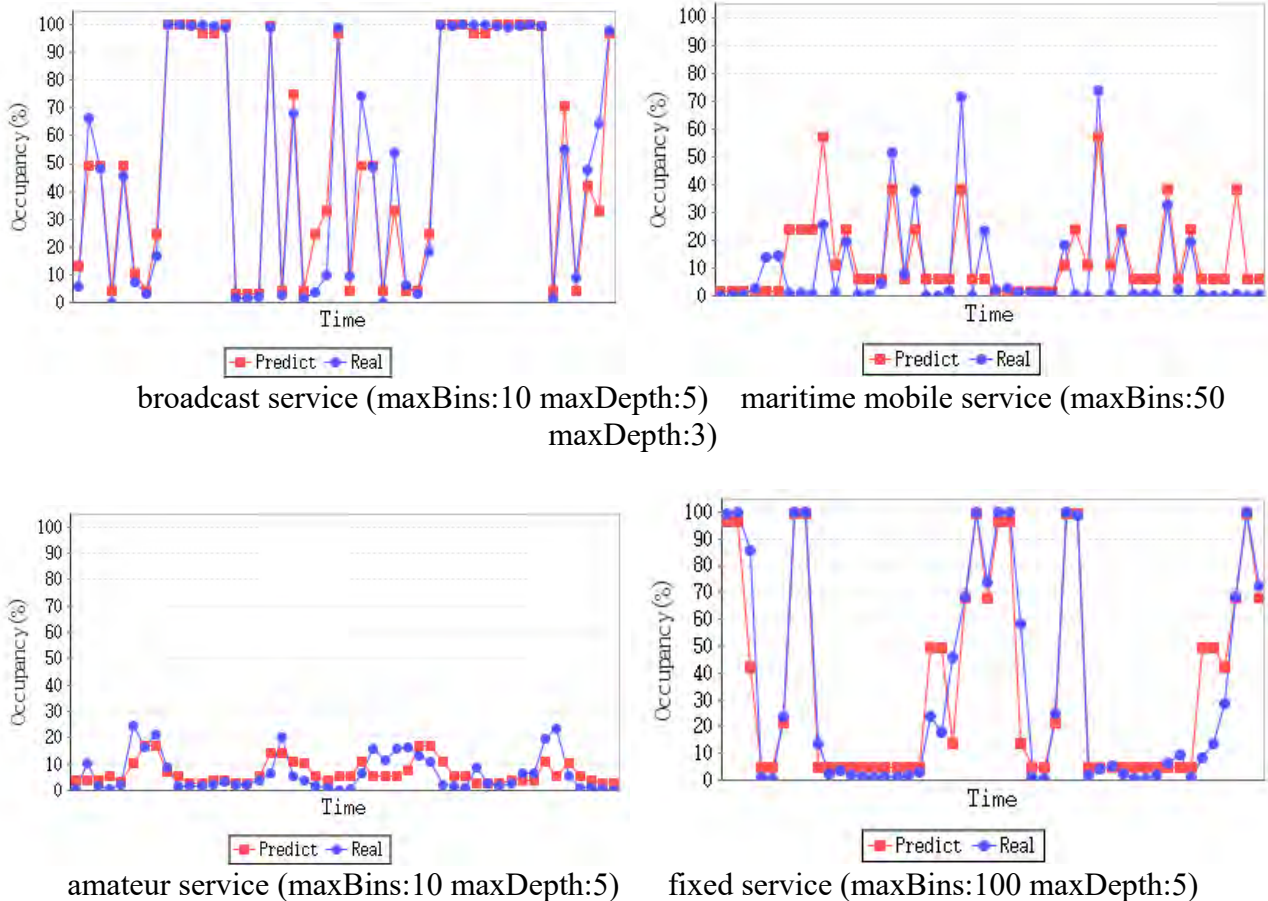 100
90
80
70
60
50
40
30
20
10
0
Occupancy(%)
Time
Predict Real
100
90
80
70
60
50
40
30
20
10
0
Occupancy(%)
Time
Predict Real
broadcast service (maxBins:10 maxDepth:5) maritime mobile service (maxBins:50
maxDepth:3)
100
90
80
70
60
50
40
30
20
10
0
Occupancy(%)
Time
Predict Real
100
90
80
70
60
50
40
30
20
10
0
Occupancy(%)
Time
Predict Real
amateur service (maxBins:10 maxDepth:5) fixed service (maxBins:100 maxDepth:5)